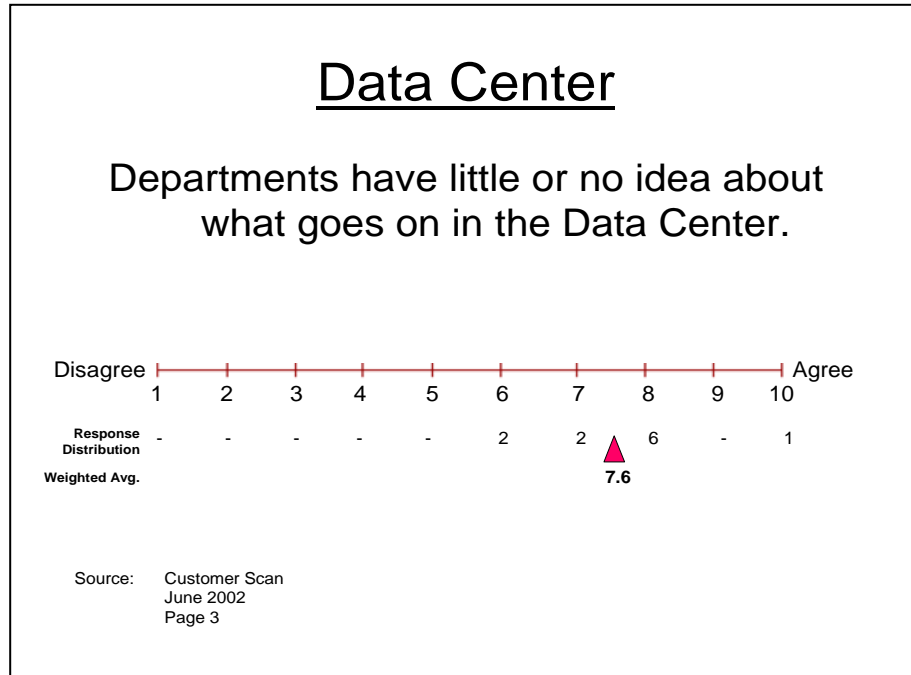 Data Center
Departments have little or no idea about
what goes on in the Data Center.
Disagree Agree
1 2 3 4 5 6 7 8 9 10
Response
Distribution
- - - - - 2 2 6 - 1
Weighted Avg.
7.6
Source: Customer Scan
June 2002
Page 3